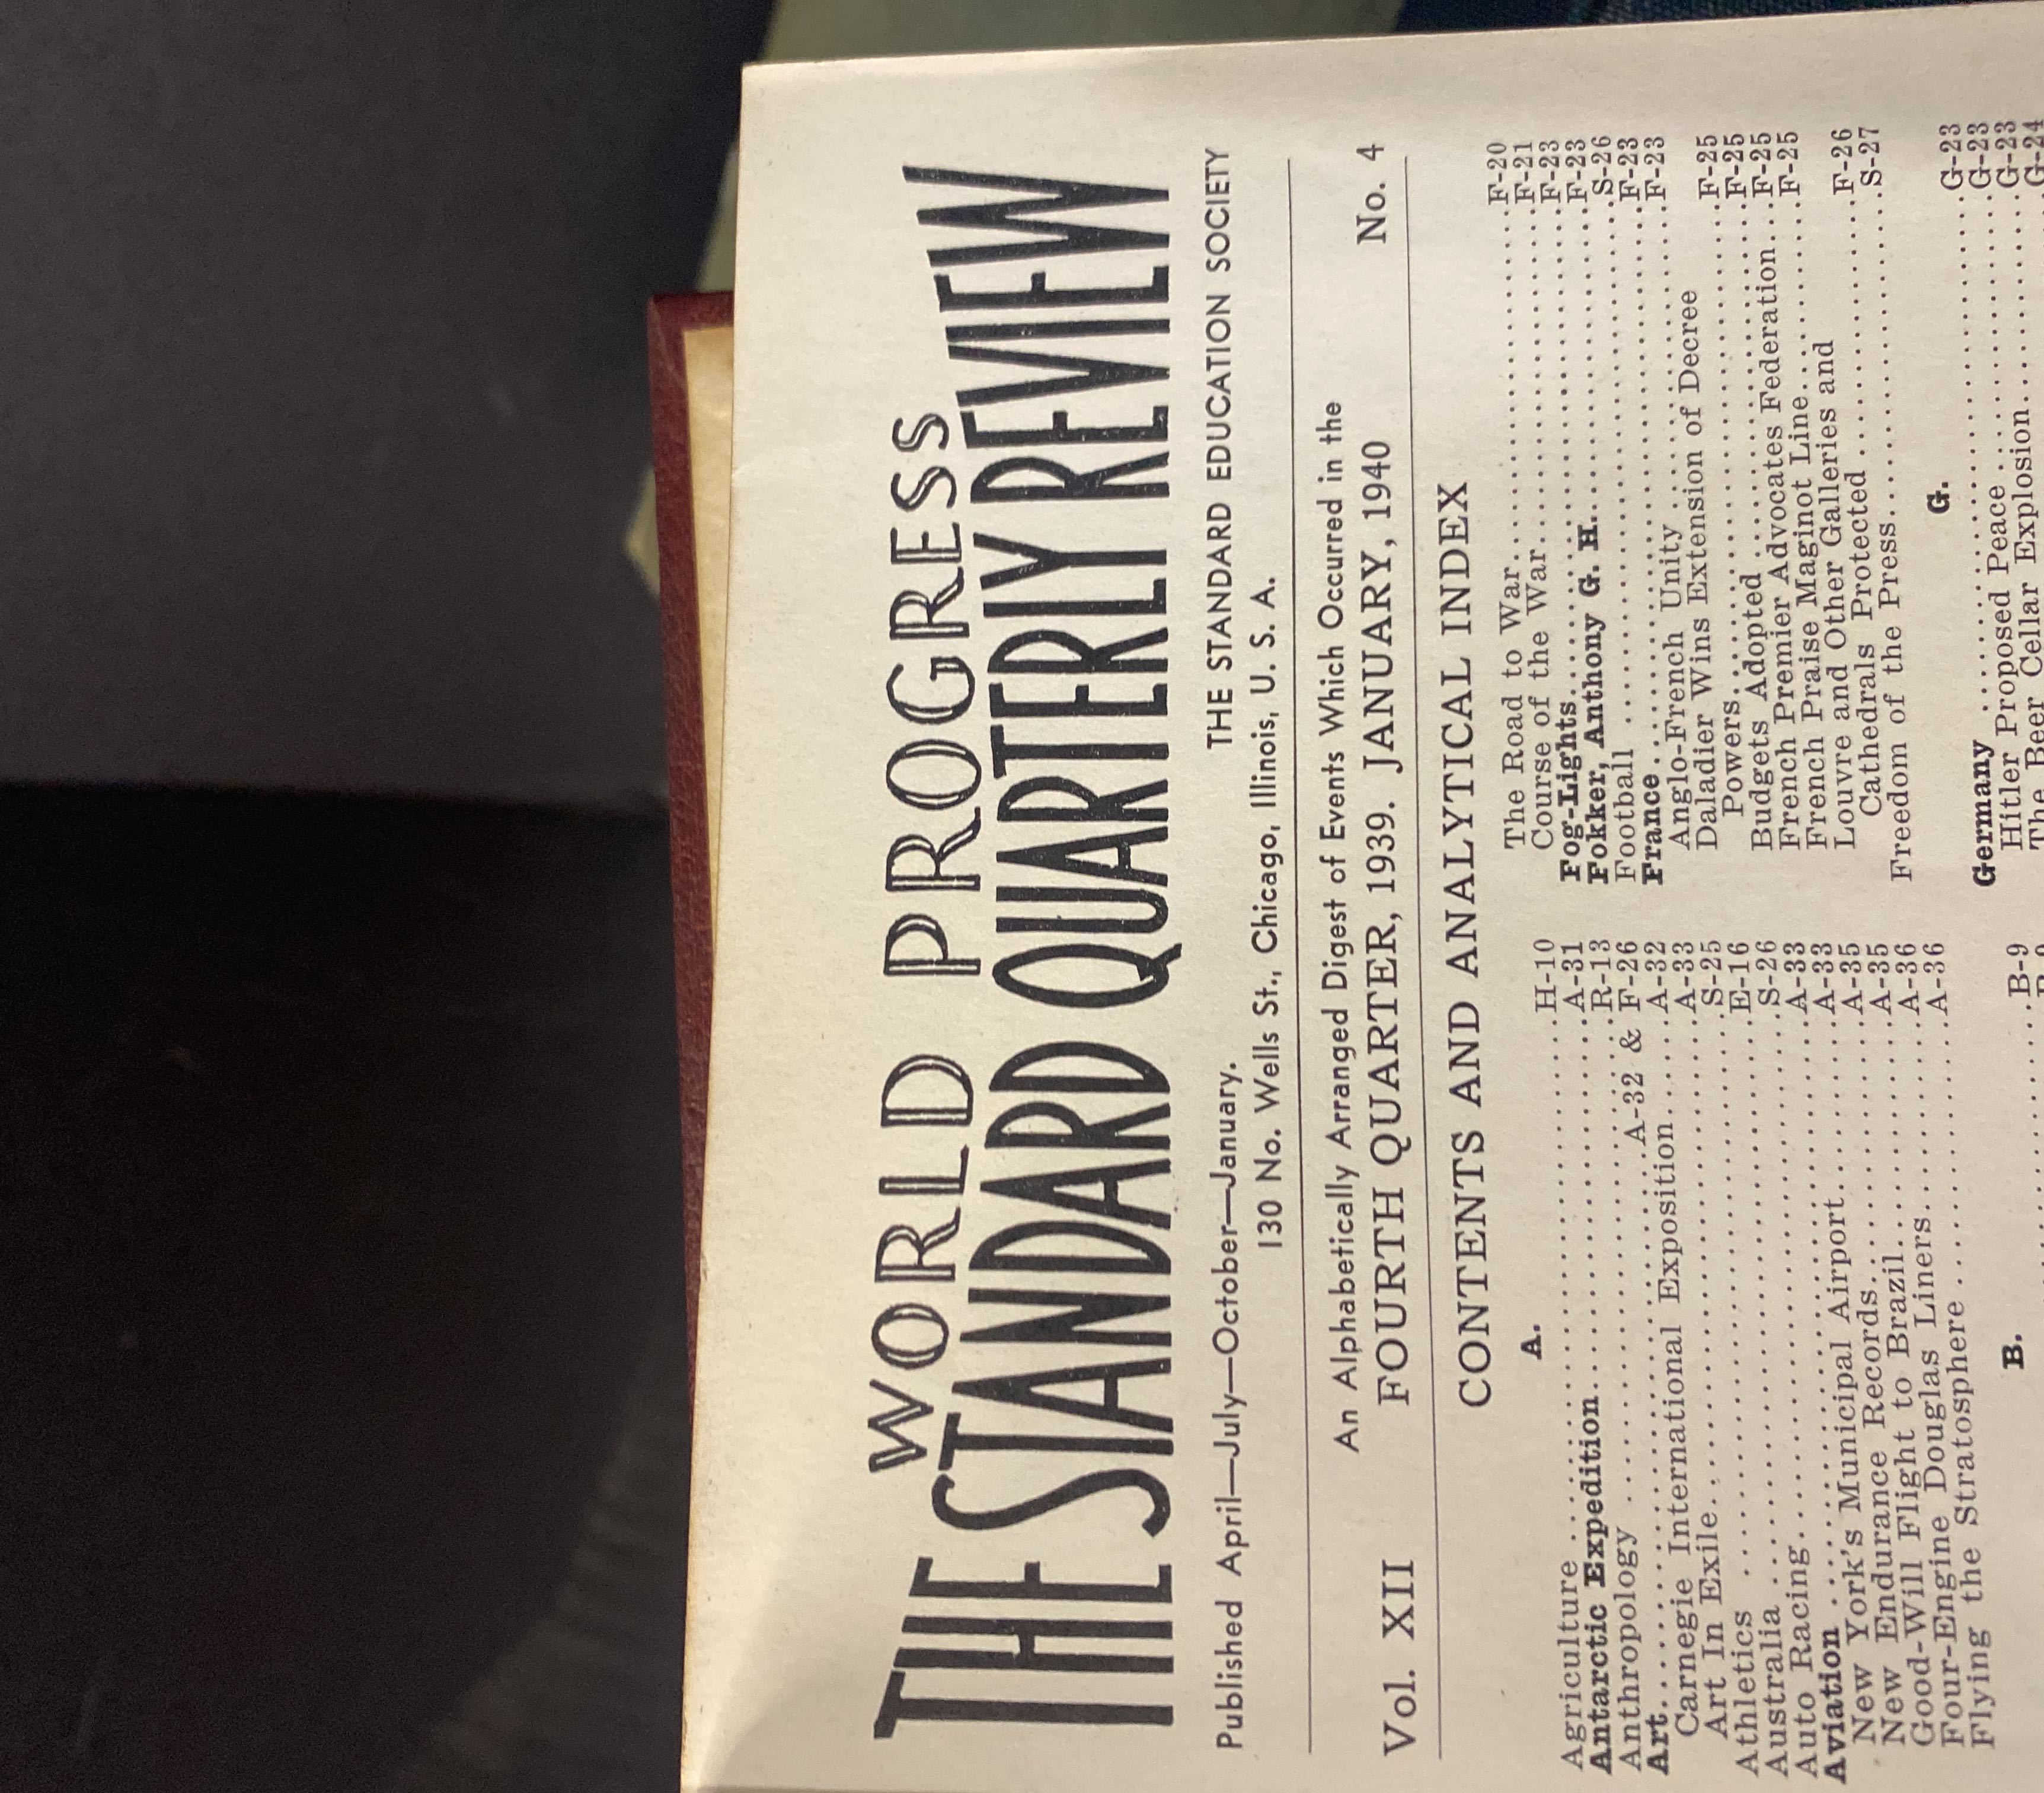 WORLD PROGRESS
THE STANDARD QUARTERLY REVIEW
Published April—July—October—January. THE STANDARD EDUCATION SOCIETY
130 No. Wells St., Chicago, Illinois, U. S. A.
An Alphabetically Arranged Digest of Events Which Occurred in the
Vol. XII FOURTH QUARTER, 1939. JANUARY, 1940 No. 4
CONTENTS AND ANALYTICAL INDEX
A.
Agriculture ........ H-10
Antarctic Expedition ........ A-31
Anthropology ........ R-13
Art ........ A-32 & F-26
Carnegie International Exposition ........ A-32
Art In Exile ........ A-33
Athletics ........ S-25
Australia ........ E-16
Auto Racing ........ S-26
Aviation ........ A-33
New York's Municipal Airport ........ A-33
New Endurance Records ........ A-35
Good-Will Flight to Brazil ........ A-35
Four-Engine Douglas Liners ........ A-36
Flying the Stratosphere ........ A-36
B.
B-9
The Road to War ........ F-20
Course of the War ........ F-21
Fog-Lights ........ F-23
Fokker, Anthony G. H. ........ F-23
Football ........ S-26
France ........ F-23
Anglo-French Unity ........ F-23
Daladier Wins Extension of Decree
Powers ........ F-25
Budgets Adopted ........ F-25
French Premier Advocates Federation ... F-25
French Praise Maginot Line ........ F-25
Louvre and Other Galleries and
Cathedrals Protected ........ F-26
Freedom of the Press ........ S-27
G.
Germany ........ G-23
Hitler Proposed Peace ........ G-23
The Beer Cellar Explosion ........ G-23
G-24